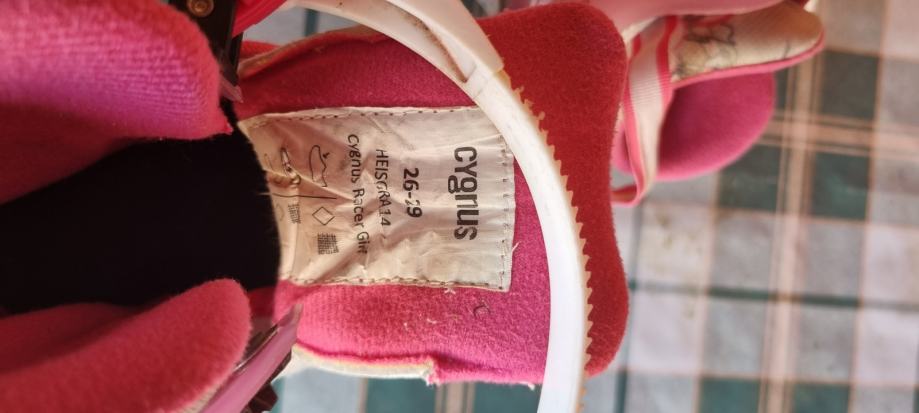 cygnus
26-29
HEISGRA14
Cygnus Racer Girl